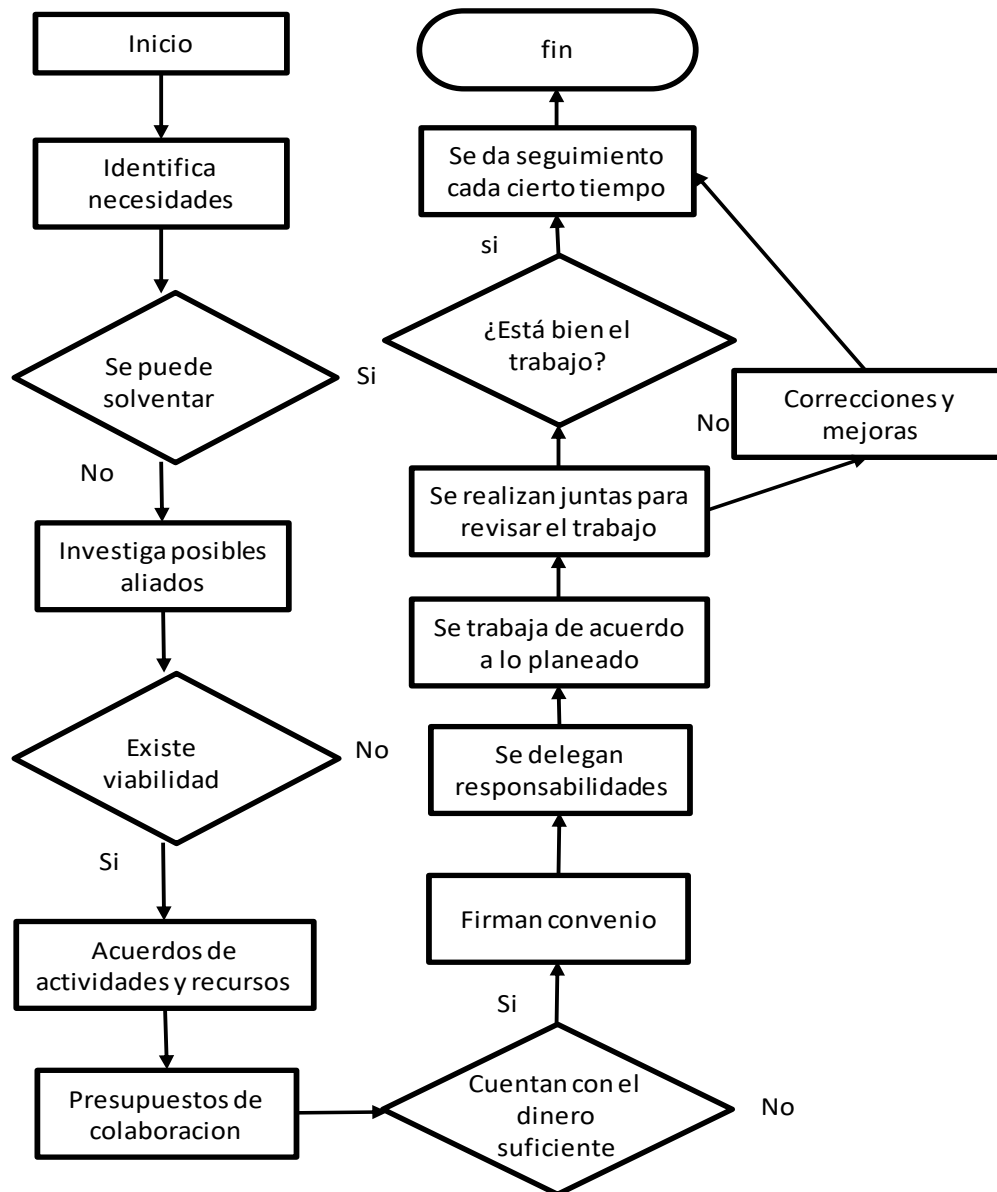 Inicio
Identifica
necesidades
Se puede
solventar
Si
No
Investiga posibles
aliados
Existe
viabilidad
No
Si
Acuerdos de
actividades y recursos
Presupuestos de
colaboracion
Cuentan con el
dinero
suficiente
No
Si
Firman convenio
Se delegan
responsabilidades
Se trabaja de acuerdo
a lo planeado
Se realizan juntas para
revisar el trabajo
¿Está bien el
trabajo?
No
Correcciones y
mejoras
si
Se da seguimiento
cada cierto tiempo
fin